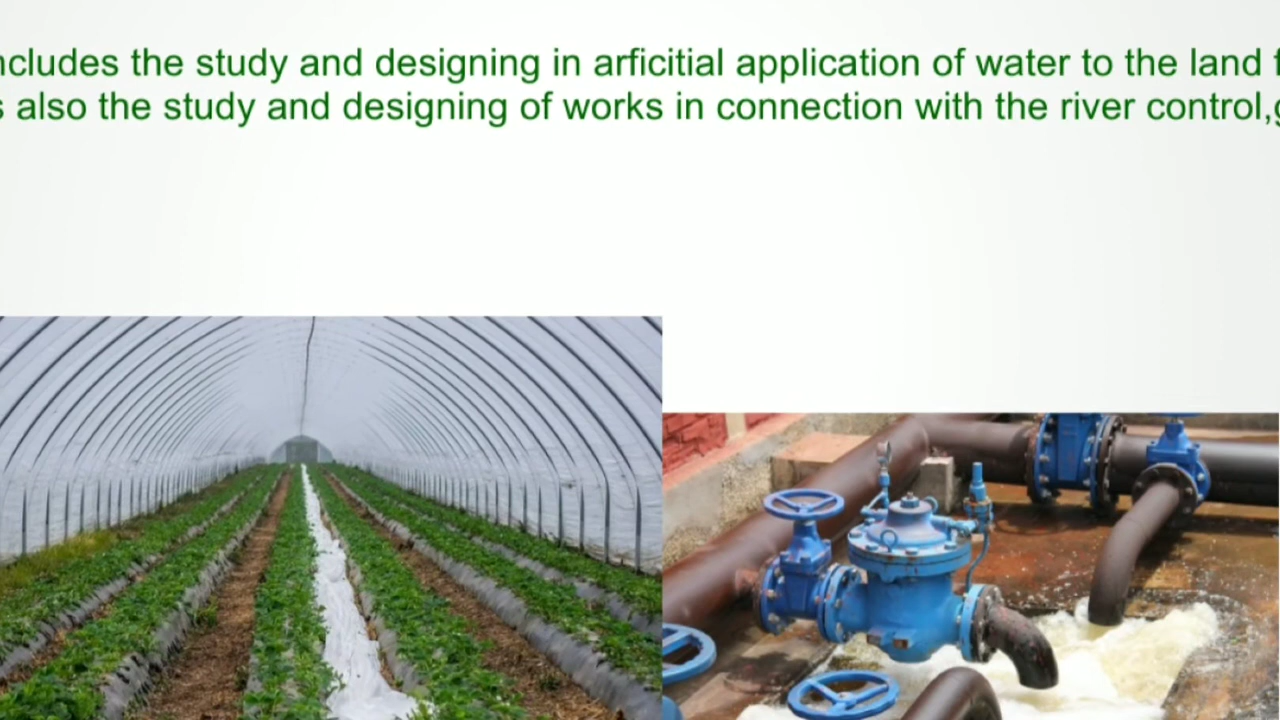 the study and designing in arficitial application of water to the land
also the study and designing of works in connection with the river control,